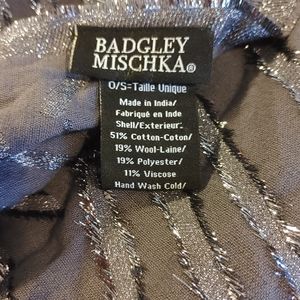 BADGLEY
MISCHKA®
O/S=Taille Unique
Made in India/
Fabriqué en Inde
Shell/Exterieur:
51% Cotton-Coton/
19% Wool-Laine/
19% Polyester/
11% Viscose
Hand Wash Cold/